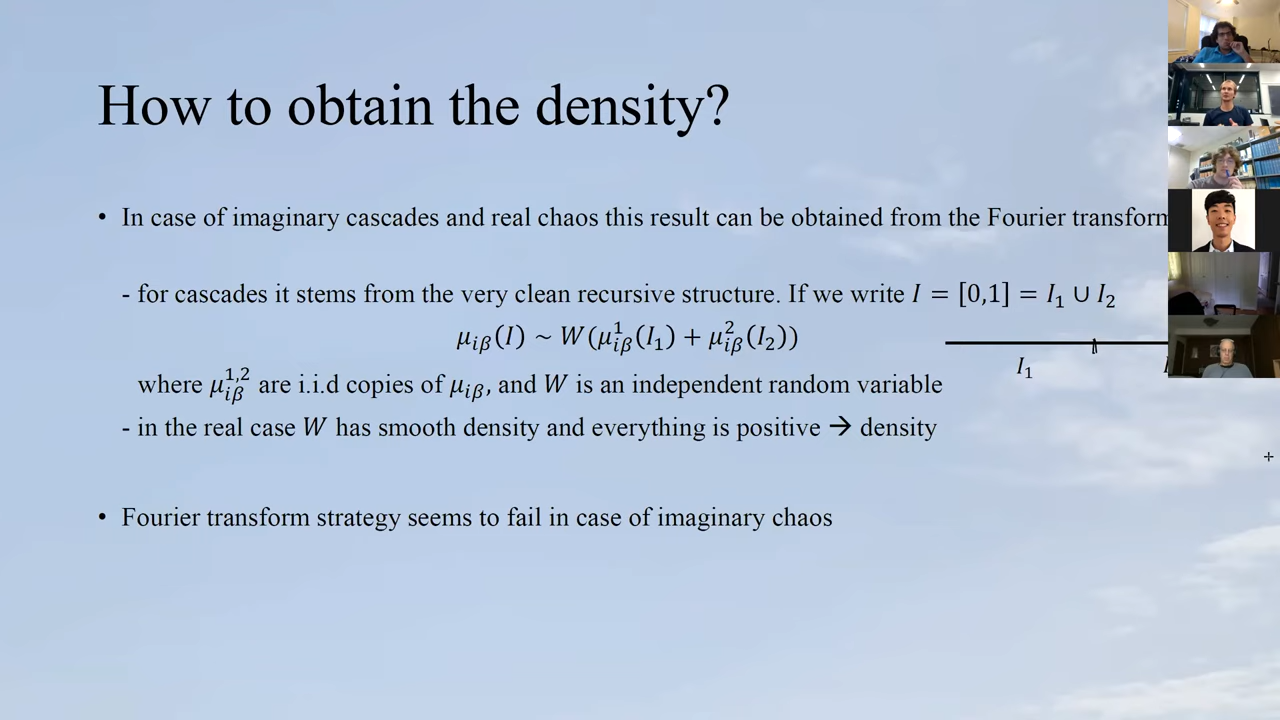 How to obtain the density?
• In case of imaginary cascades and real chaos this result can be obtained from the Fourier transform
- for cascades it stems from the very clean recursive structure. If we write 𝐼 = [0,1] = 𝐼₁ ∪ 𝐼₂
𝜇_{𝑖𝛽}(𝐼) ~ 𝑊(𝜇^1_{𝑖𝛽}(𝐼₁) + 𝜇^2_{𝑖𝛽}(𝐼₂))
𝐼₁
where 𝜇^{1,2}_{𝑖𝛽} are i.i.d copies of 𝜇_{𝑖𝛽}, and 𝑊 is an independent random variable
- in the real case 𝑊 has smooth density and everything is positive → density
• Fourier transform strategy seems to fail in case of imaginary chaos